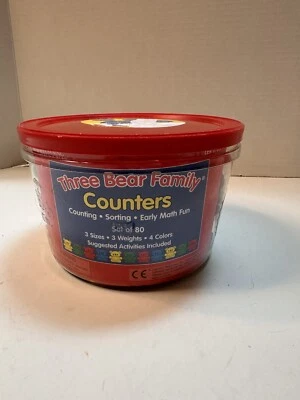 Three Bear Family®
Counters
Counting • Sorting • Early Math Fun
Set of 80
3 Sizes • 3 Weights • 4 Colors
Suggested Activities Included
CE